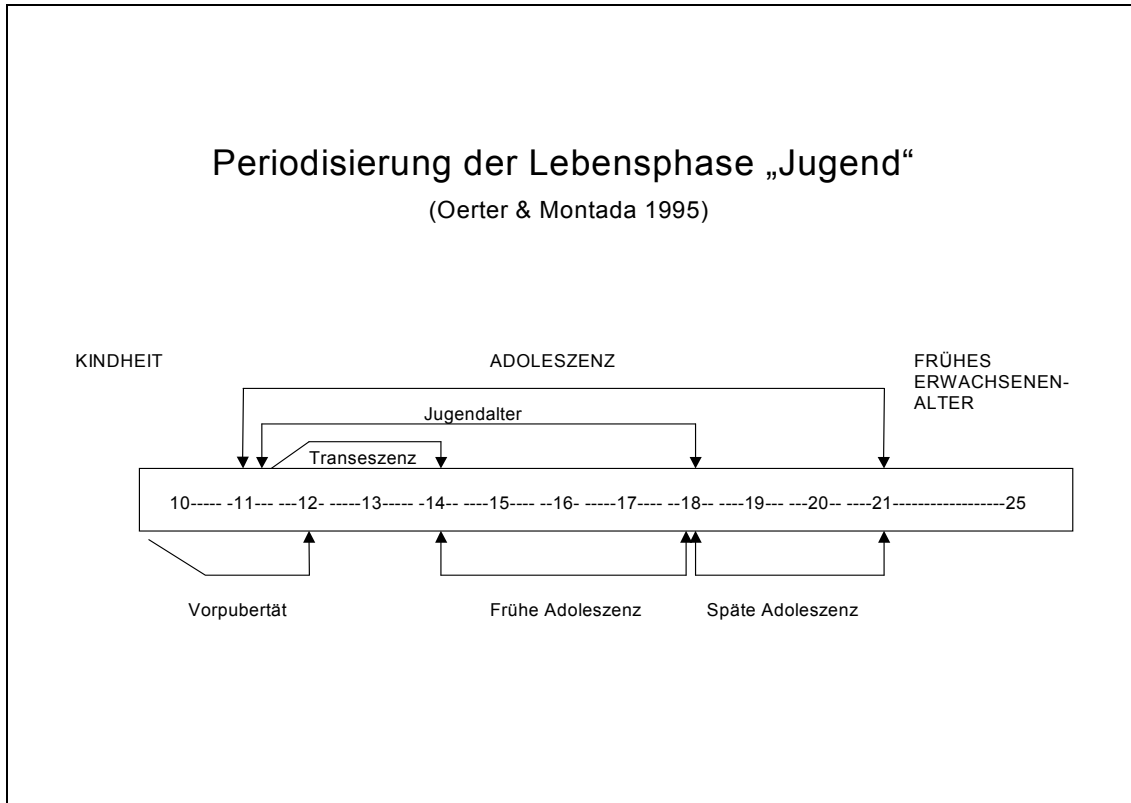 Periodisierung der Lebensphase „Jugend“
(Oerter & Montada 1995)
KINDHEIT
ADOLESZENZ
FRÜHES
ERWACHSENEN-
ALTER
Jugendalter
Transeszenz
10----- -11--- ---12- -----13----- -14-- ----15---- --16- -----17---- --18-- ----19--- ---20-- ----21-------------------25
Vorpubertät
Frühe Adoleszenz
Späte Adoleszenz